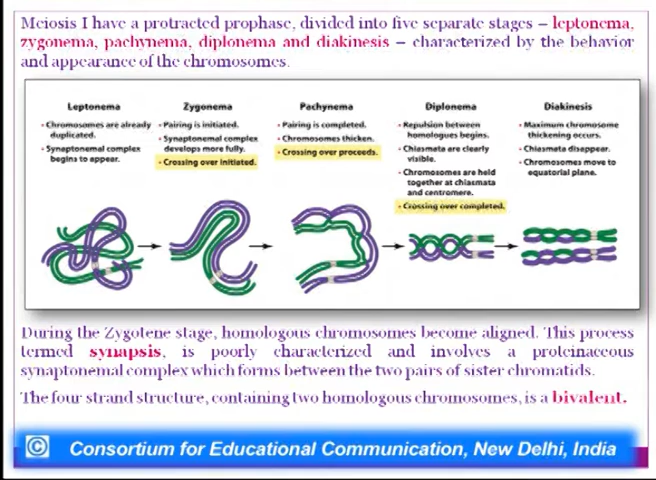 Meiosis I have a protracted prophase, divided into five separate stages – leptonema,
zygonema, pachynema, diplonema and diakinesis – characterized by the behavior
and appearance of the chromosomes.
Leptonema
• Chromosomes are already
duplicated.
• Synaptonemal complex
begins to appear.
Zygonema
• Pairing is initiated.
• Synaptonemal complex
develops more fully.
• Crossing over initiated.
Pachynema
• Pairing is completed.
• Chromosomes thicken.
• Crossing over proceeds.
Diplonema
• Repulsion between
homologues begins.
• Chiasmata are clearly
visible.
• Chromosomes are held
together at chiasmata
and centromere.
• Crossing over completed.
Diakinesis
• Maximum chromosome
thickening occurs.
• Chiasmata disappear.
• Chromosomes move to
equatorial plane.
During the Zygotene stage, homologous chromosomes become aligned. This process
termed synapsis, is poorly characterized and involves a proteinaceous
synaptonemal complex which forms between the two pairs of sister chromatids.
The four strand structure, containing two homologous chromosomes, is a bivalent.
© Consortium for Educational Communication, New Delhi, India